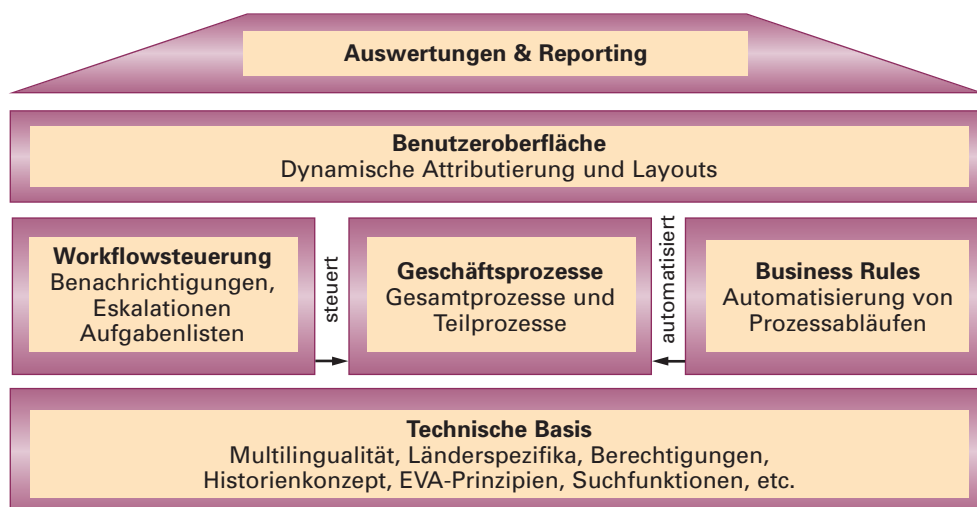 Auswertungen & Reporting
Benutzeroberfläche
Dynamische Attributierung und Layouts
Workflowsteuerung
Benachrichtigungen,
Eskalationen
Aufgabenlisten
steuert
Geschäftsprozesse
Gesamtprozesse und
Teilprozesse
automatisiert
Business Rules
Automatisierung von
Prozessabläufen
Technische Basis
Multilingualität, Länderspezifika, Berechtigungen,
Historienkonzept, EVA-Prinzipien, Suchfunktionen, etc.